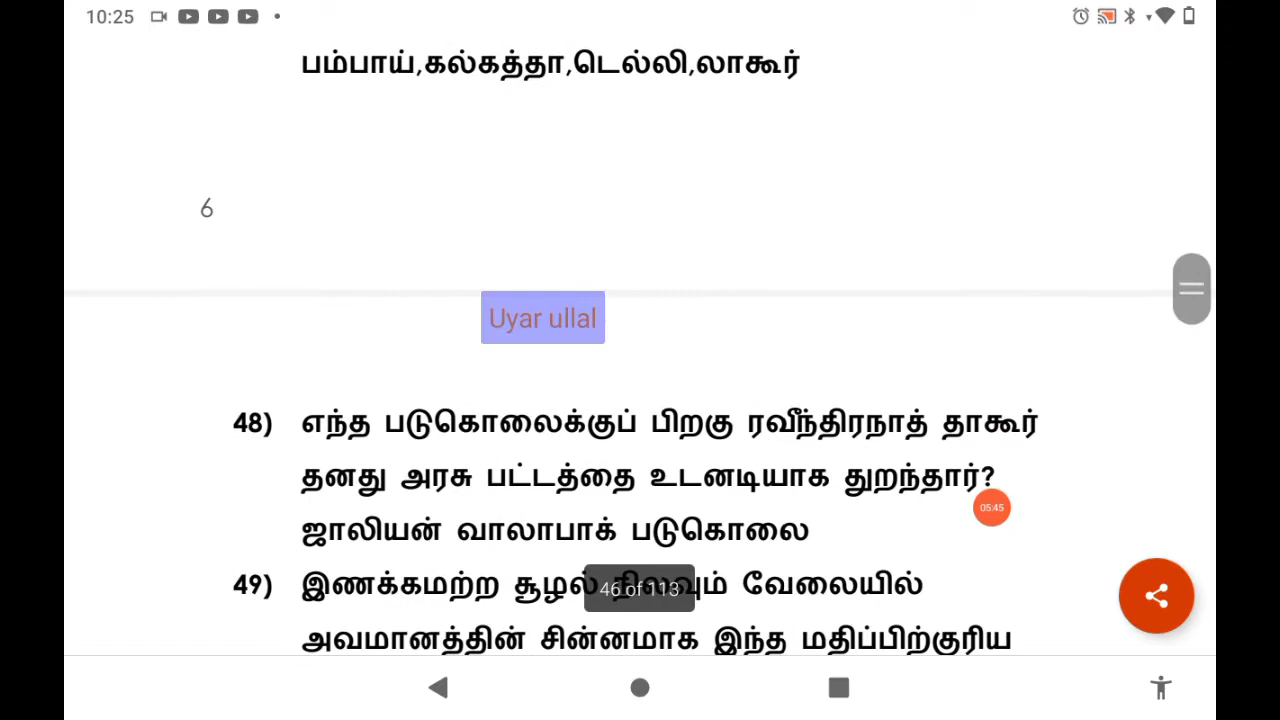 10:25
பம்பாய்,கல்கத்தா,டெல்லி,லாகூர்
6
Uyar ullal
48) எந்த படுகொலைக்குப் பிறகு ரவீந்திரநாத் தாகூர்
தனது அரசு பட்டத்தை உடனடியாக துறந்தார்?
05:45
ஜாலியன் வாலாபாக் படுகொலை
49) இணக்கமற்ற சூழல் நிலவும் வேலையில்
46 of 113
அவமானத்தின் சின்னமாக இந்த மதிப்பிற்குரிய